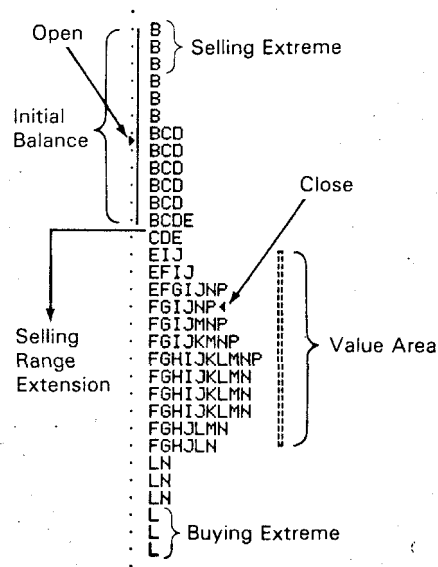 Open
B
B
B
Selling Extreme
B
B
B
Initial
Balance
BCD
BCD
BCD
BCD
BCD
BCDE
CDE
EIJ
EFIJ
EFGIJNP
FGIJNP
Close
FGIJMNP
FGIJKMNP
FGHIJKLMNP
FGHIJKLMN
FGHIJKLMN
FGHIJKLMN
FGHJLMN
FGHJLN
Value Area
Selling
Range
Extension
LN
LN
LN
L
L
L
Buying Extreme